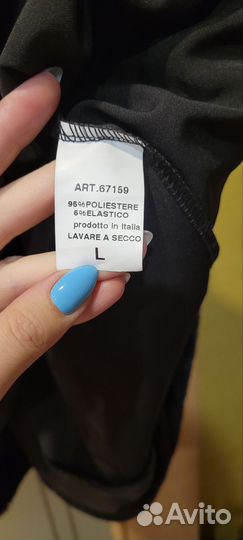 ART.67159
95%POLIESTERE
5%ELASTICO
prodotto in Italia
LAVARE A SECCO
L
Avito